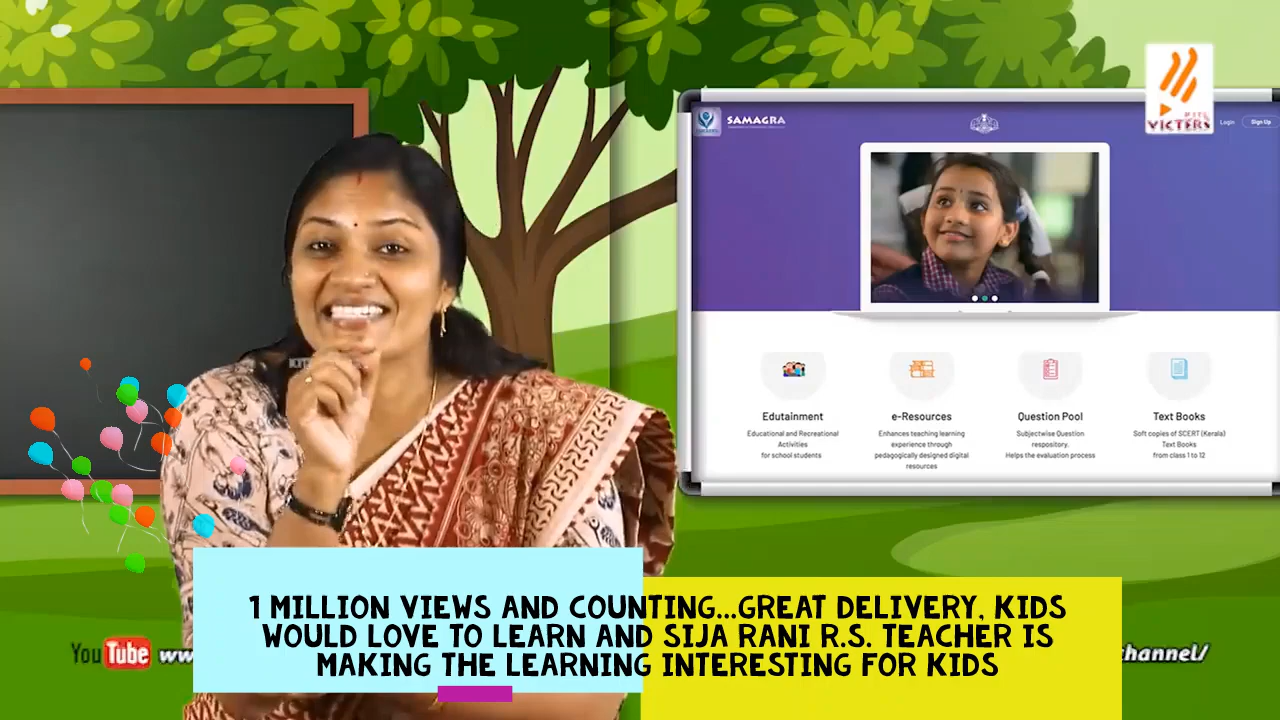 SAMAGRA
VICTERS
Login
Sign Up
Edutainment
Educational and Recreational
Activities
for school students
e-Resources
Enhances teaching learning
experience through
pedagogically designed digital
resources
Question Pool
Subjectwise Question
respository.
Helps the evaluation process
Text Books
Soft copies of SCERT (Kerala)
Text Books
from class 1 to 12
1 MILLION VIEWS AND COUNTING...GREAT DELIVERY, KIDS
WOULD LOVE TO LEARN AND SIJA RANI R.S. TEACHER IS
MAKING THE LEARNING INTERESTING FOR KIDS
YouTube
channel/